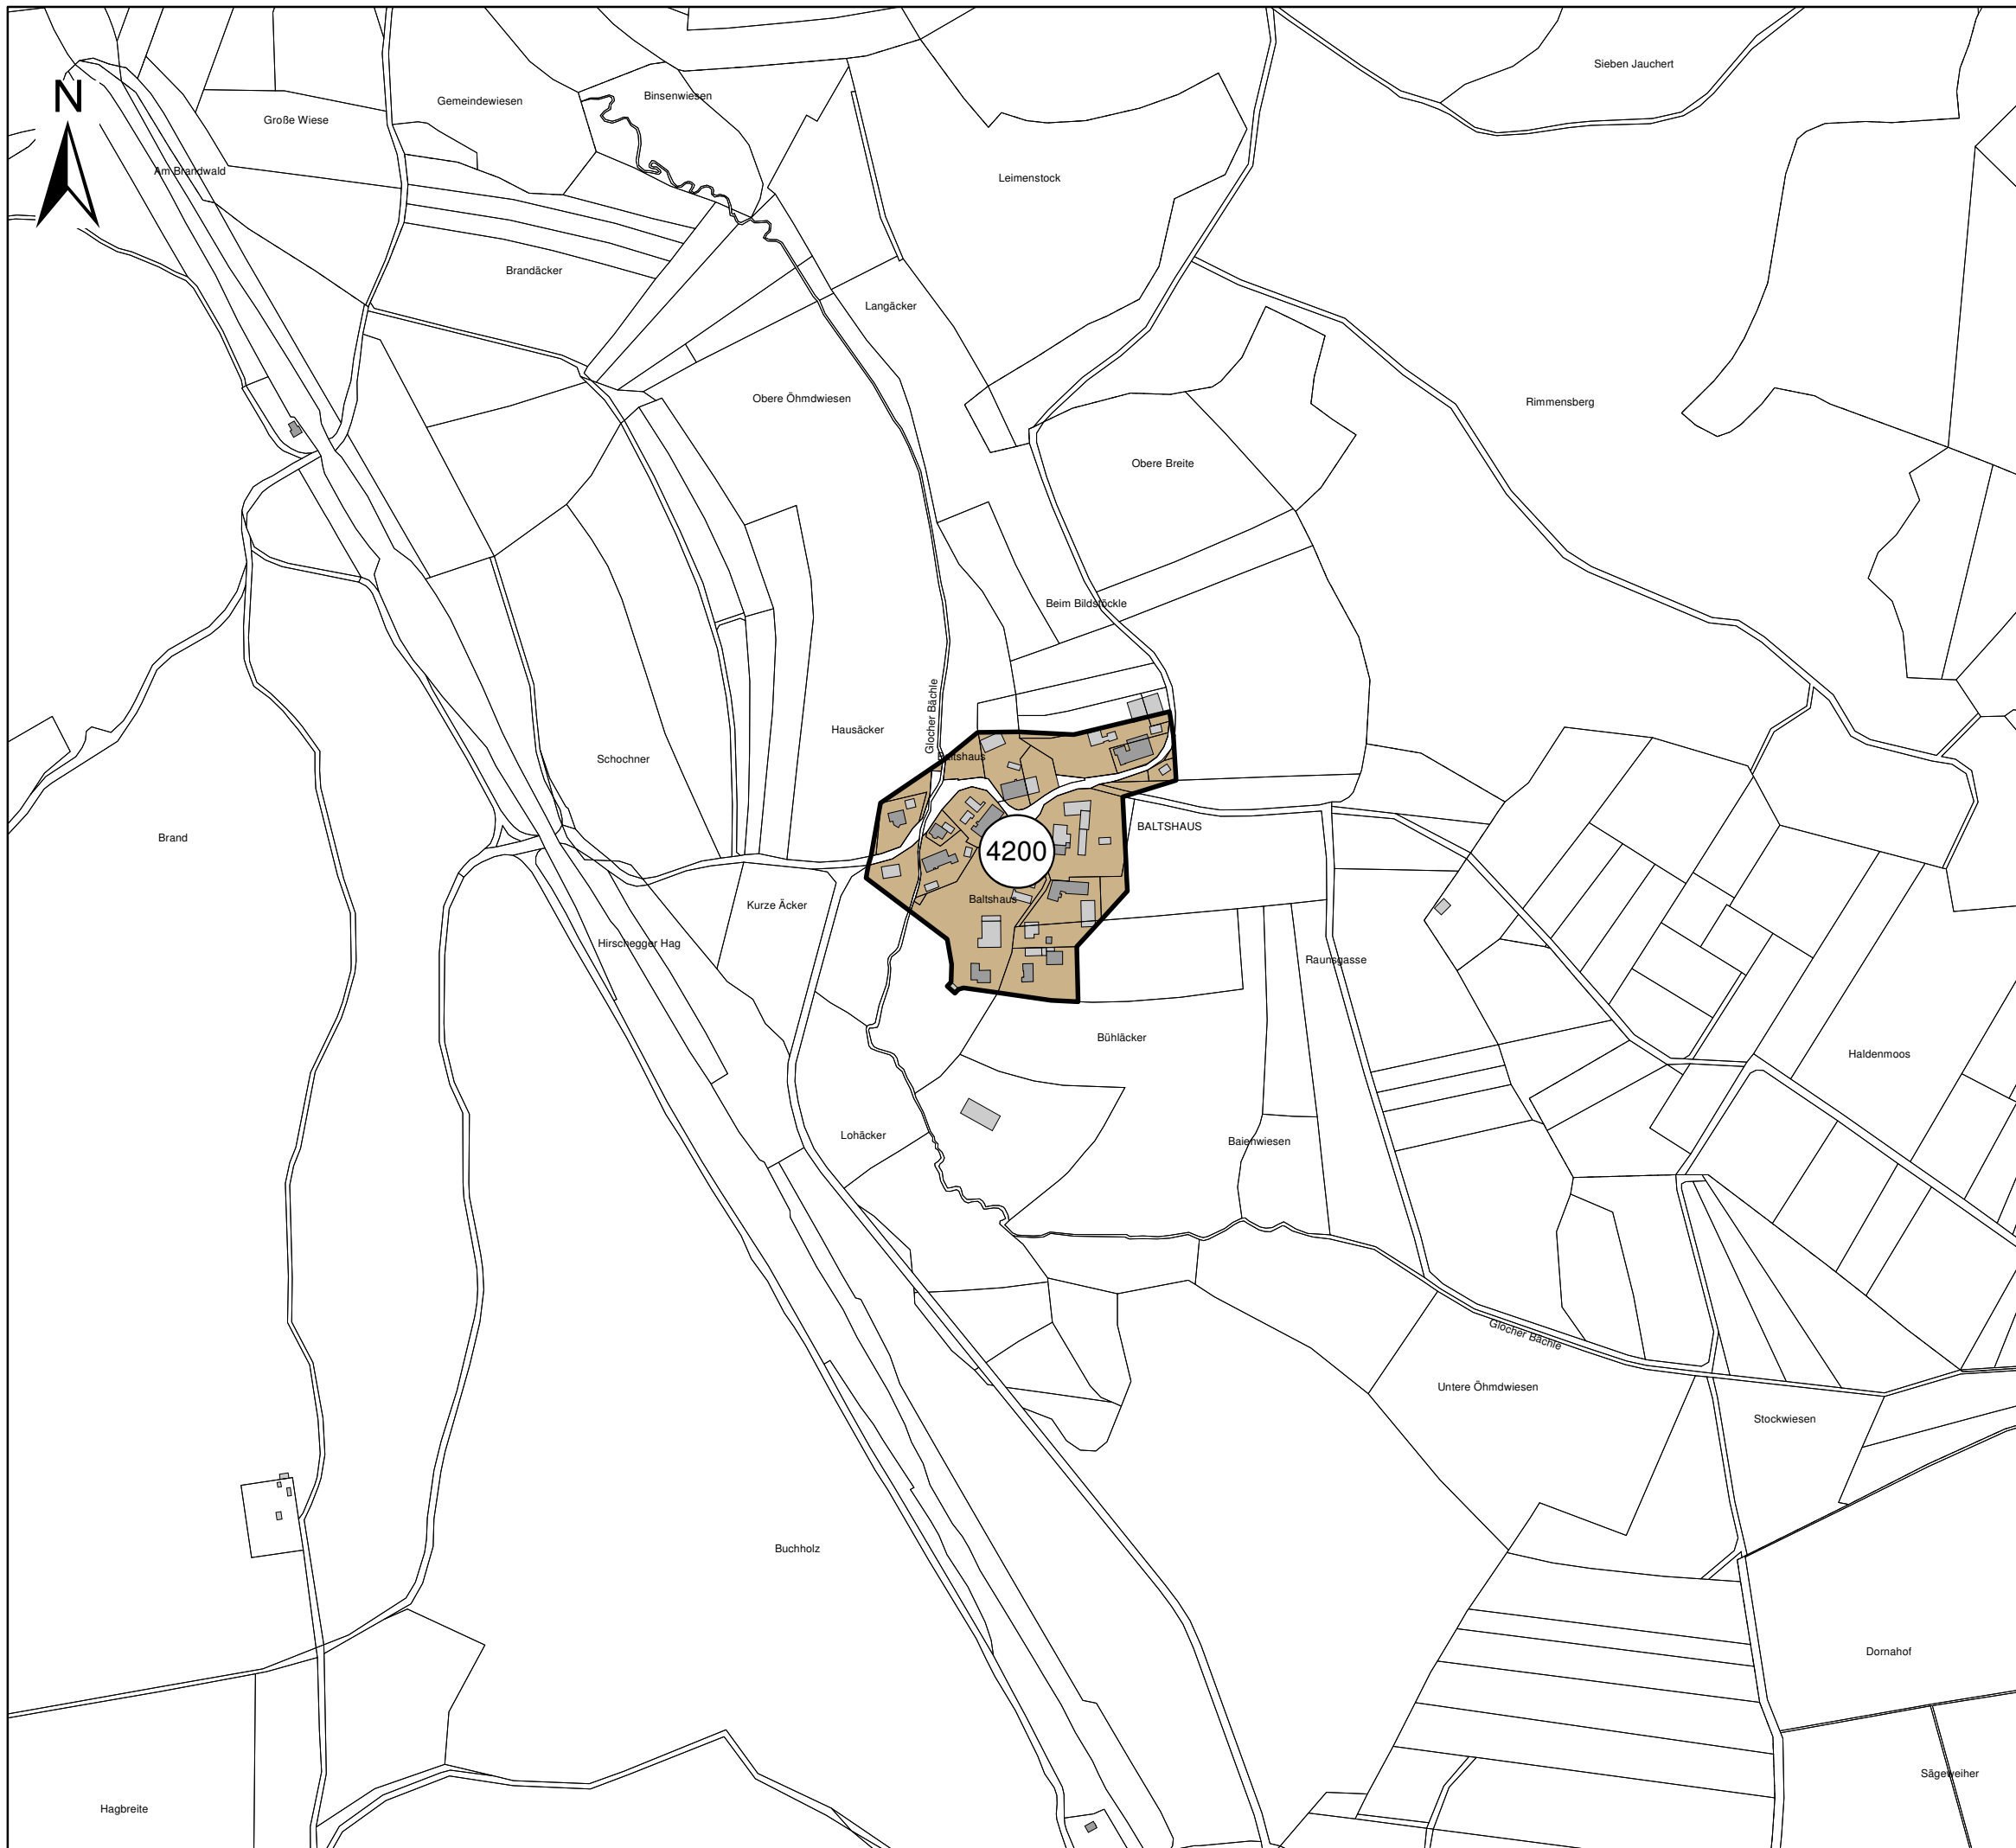 Sieben Jauchert
N
Gemeindewiesen
Binsenwiesen
Große Wiese
Am Brandwald
Leimenstock
Brandäcker
Langäcker
Obere Öhmdwiesen
Rimmensberg
Obere Breite
Beim Bildstöckle
Glocher Bächle
Hausäcker
Schochner
Baltshaus
BALTSHAUS
Brand
4200
Baltshaus
Kurze Äcker
Hirschegger Hag
Raunsgasse
Bühläcker
Haldenmoos
Lohäcker
Baienwiesen
Glocher Bächle
Untere Öhmdwiesen
Stockwiesen
Buchholz
Dornahof
Sägeweiher
Hagbreite